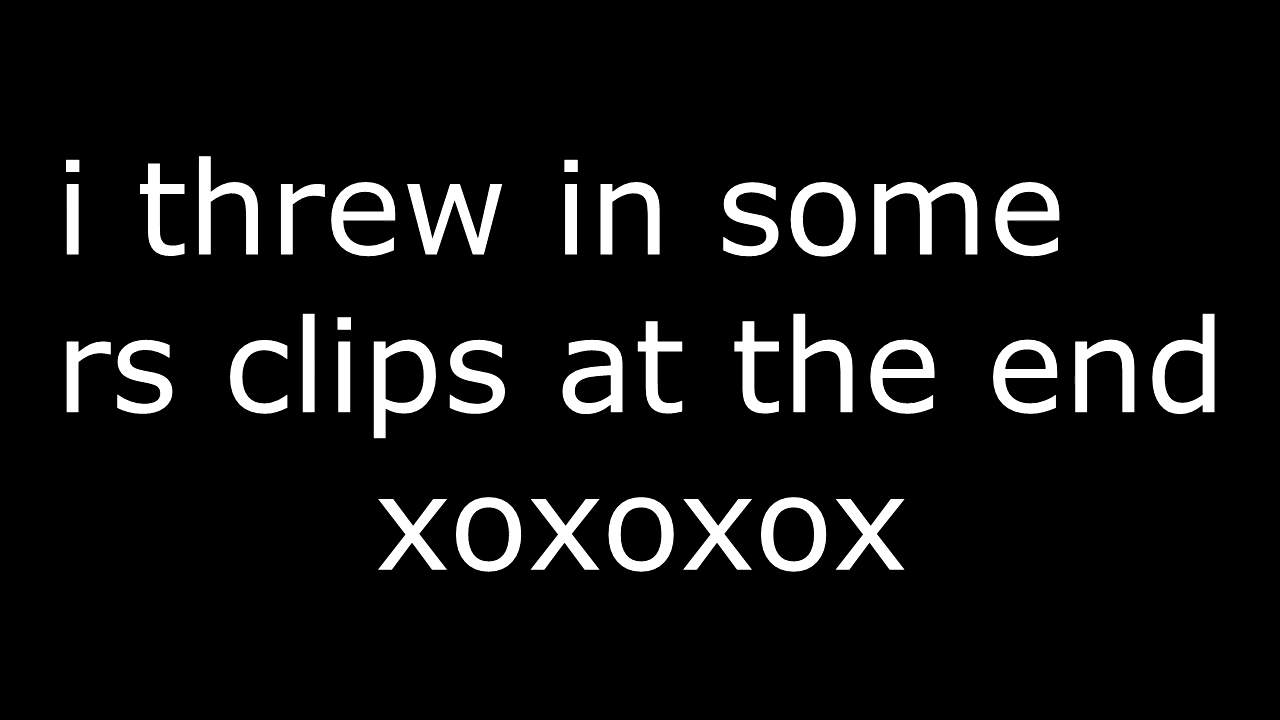 i threw in some
rs clips at the end
xoxoxox